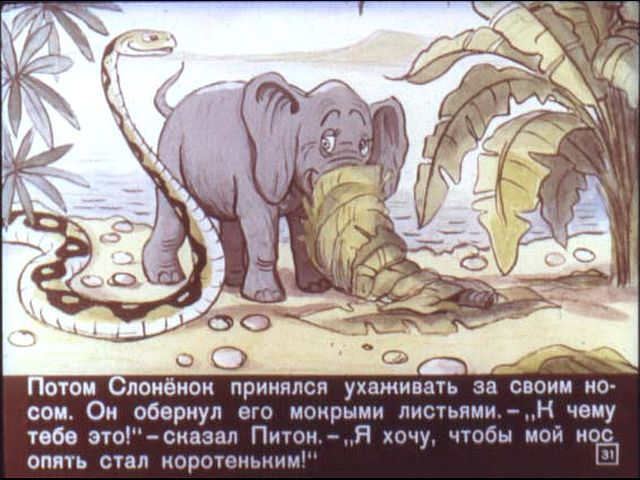 Потом Слонёнок принялся ухаживать за своим но-
сом. Он обернул его мокрыми листьями.–„К чему
тебе это!“–сказал Питон.–„Я хочу, чтобы мой нос
опять стал коротеньким!“
31